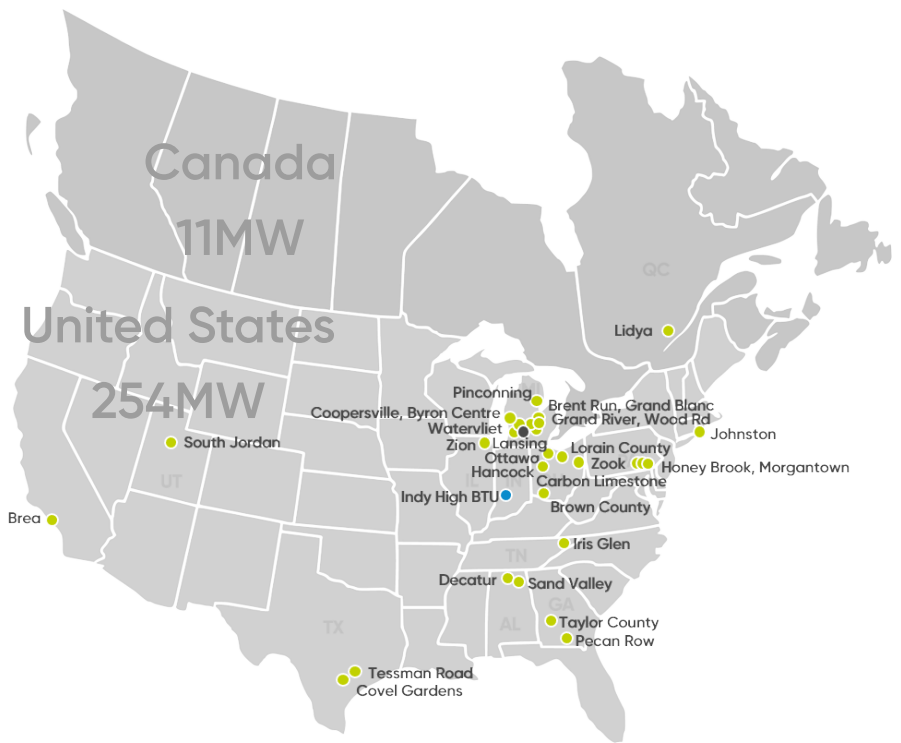 Canada
11MW
QC
United States
254MW
Lidya
Pinconning
Brent Run, Grand Blanc
Coopersville, Byron Centre
Grand River, Wood Rd
Watervliet
Johnston
South Jordan
Zion
Lansing
Lorain County
Ottawa
Zook
Honey Brook, Morgantown
Hancock
UT
IL
IN
Carbon Limestone
Indy High BTU
Brown County
Brea
Iris Glen
TN
Decatur
Sand Valley
GA
AL
Taylor County
TX
Pecan Row
Tessman Road
Covel Gardens